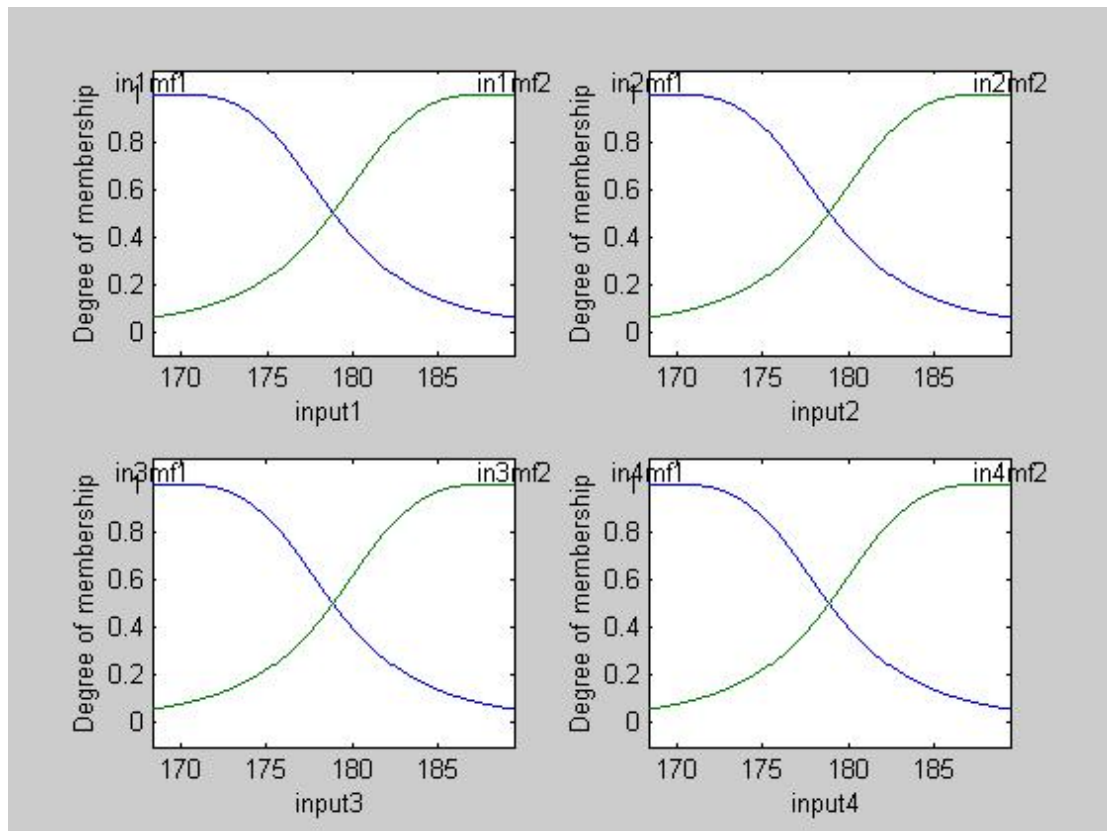 in1mf1 in1mf2
Degree of membership
1
0.8
0.6
0.4
0.2
0
170 175 180 185
input1
in2mf1 in2mf2
Degree of membership
1
0.8
0.6
0.4
0.2
0
170 175 180 185
input2
in3mf1 in3mf2
Degree of membership
1
0.8
0.6
0.4
0.2
0
170 175 180 185
input3
in4mf1 in4mf2
Degree of membership
1
0.8
0.6
0.4
0.2
0
170 175 180 185
input4